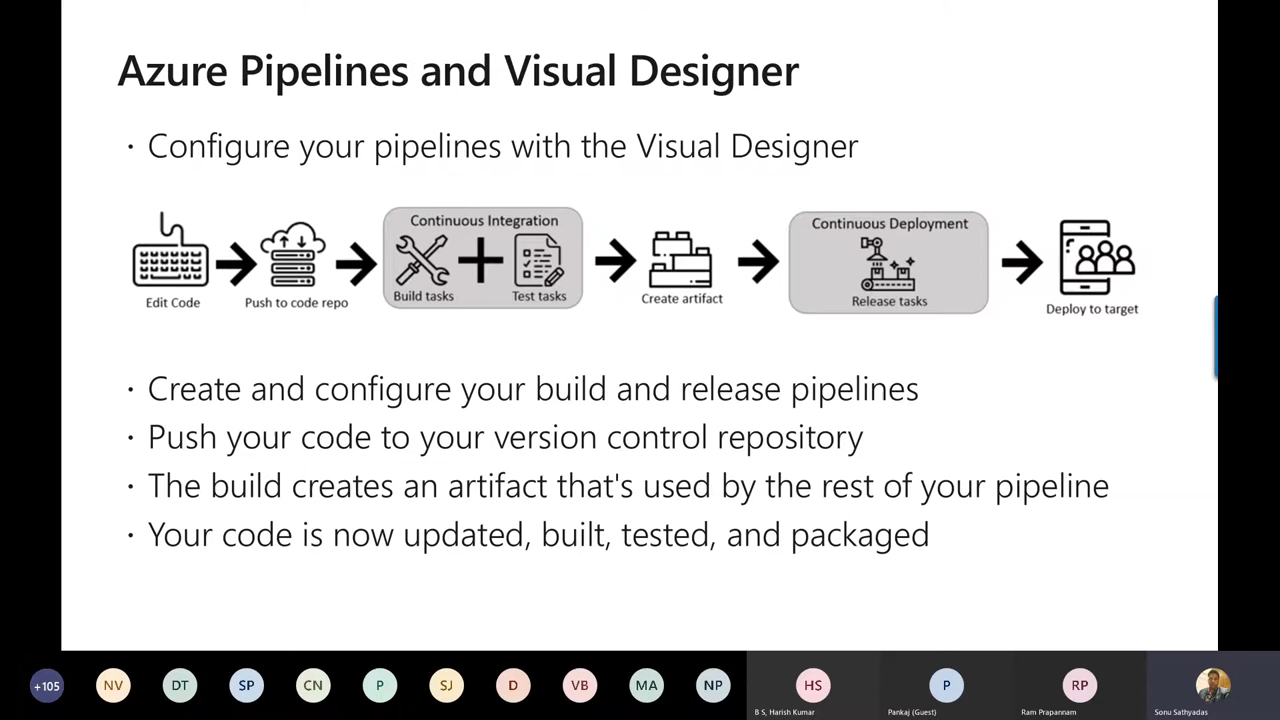 Azure Pipelines and Visual Designer
· Configure your pipelines with the Visual Designer
Continuous Integration
Continuous Deployment
Build tasks
Test tasks
Release tasks
Edit Code
Push to code repo
Create artifact
Deploy to target
· Create and configure your build and release pipelines
· Push your code to your version control repository
· The build creates an artifact that's used by the rest of your pipeline
· Your code is now updated, built, tested, and packaged
+105
NV
DT
SP
CN
P
SJ
D
VB
MA
NP
HS
P
RP
B S, Harish Kumar
Pankaj (Guest)
Ram Prapannam
Sonu Sathyadas